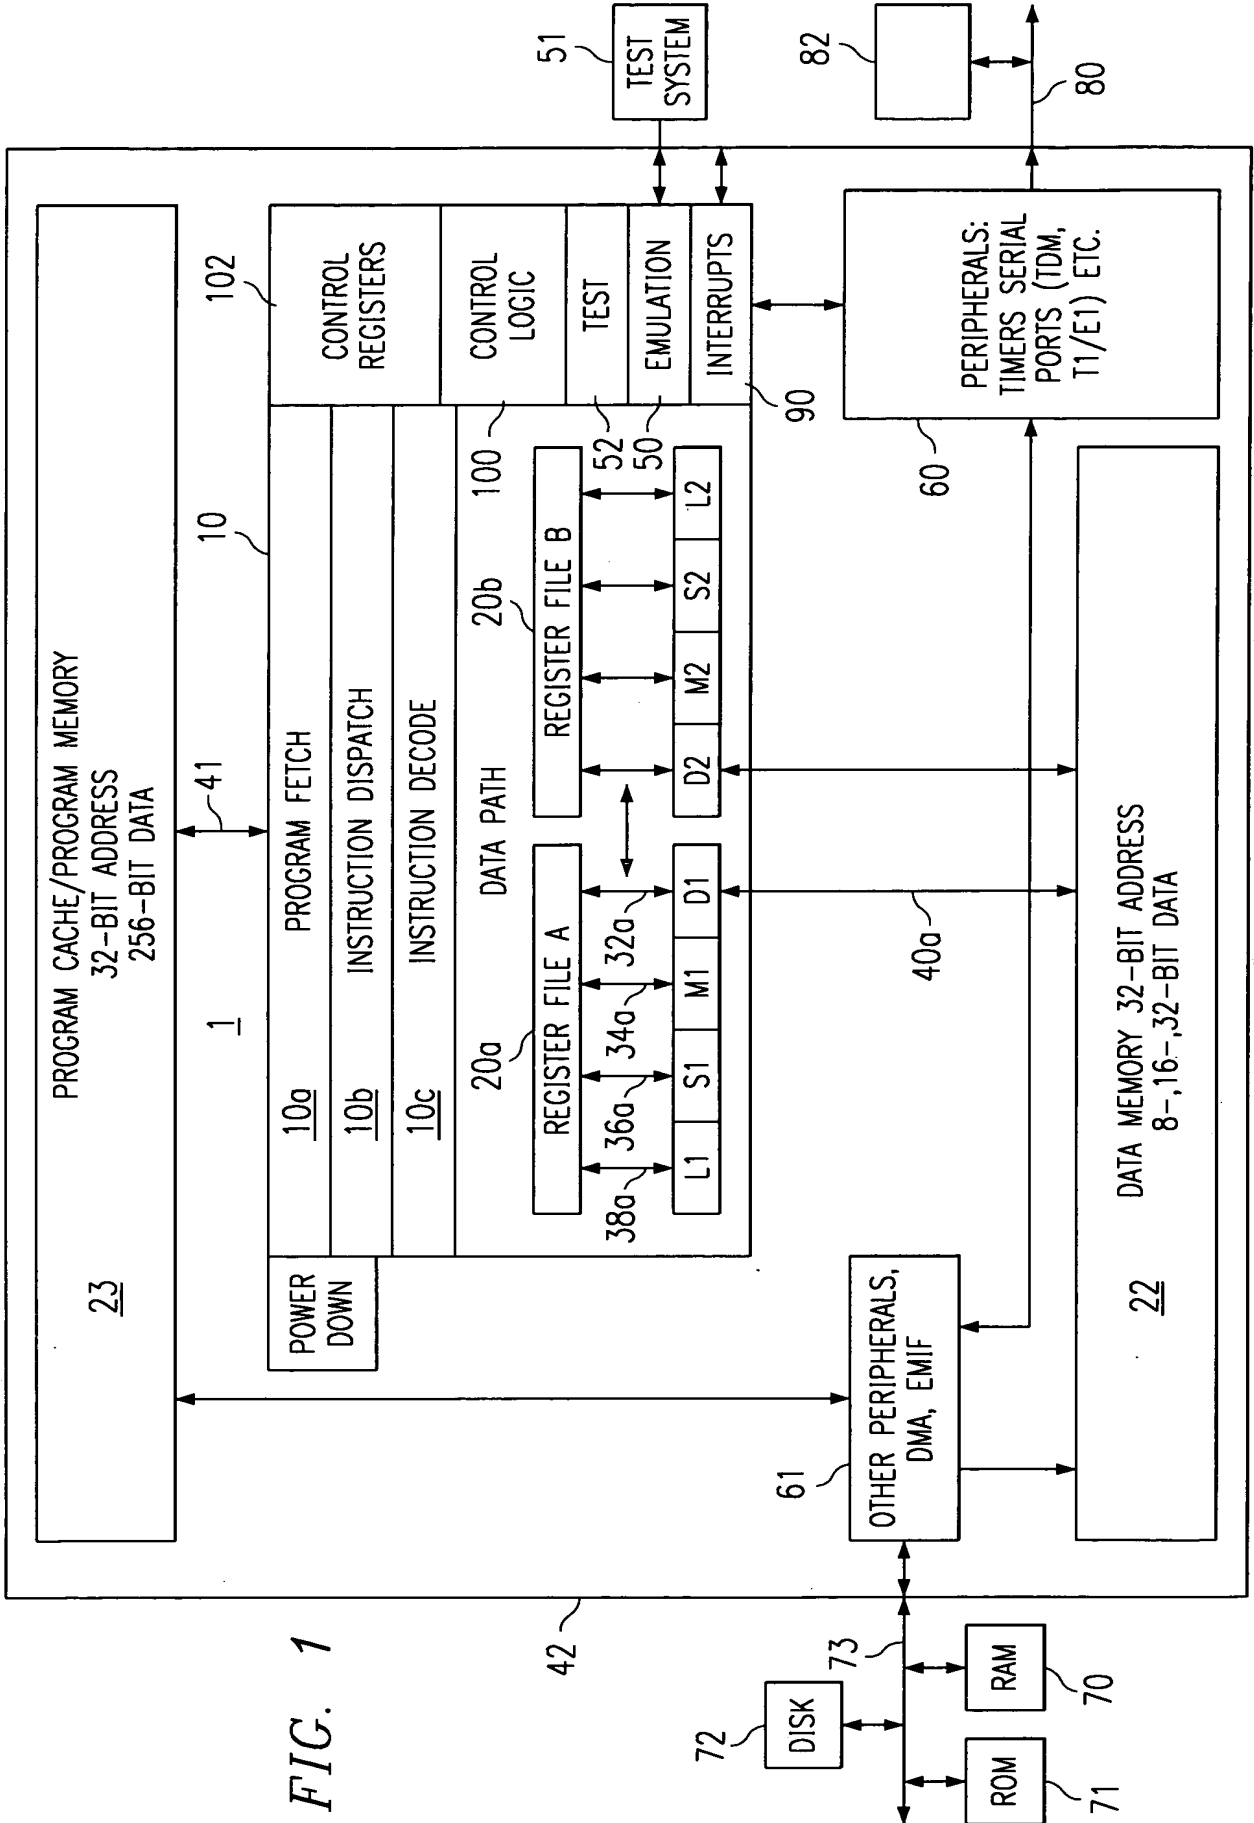 FIG. 1
PROGRAM CACHE/PROGRAM MEMORY
32-BIT ADDRESS
256-BIT DATA
23
41
1
10
102
POWER
DOWN
10a
PROGRAM FETCH
10b
INSTRUCTION DISPATCH
10c
INSTRUCTION DECODE
DATA PATH
CONTROL
REGISTERS
CONTROL
LOGIC
TEST
EMULATION
INTERRUPTS
100
52
50
90
20a
REGISTER FILE A
20b
REGISTER FILE B
38a
36a
34a
32a
L1
S1
M1
D1
D2
M2
S2
L2
51
TEST
SYSTEM
82
80
42
72
DISK
73
ROM
71
RAM
70
61
OTHER PERIPHERALS,
DMA, EMIF
40a
60
PERIPHERALS:
TIMERS SERIAL
PORTS (TDM,
T1/E1) ETC.
22
DATA MEMORY 32-BIT ADDRESS
8-,16-,32-BIT DATA